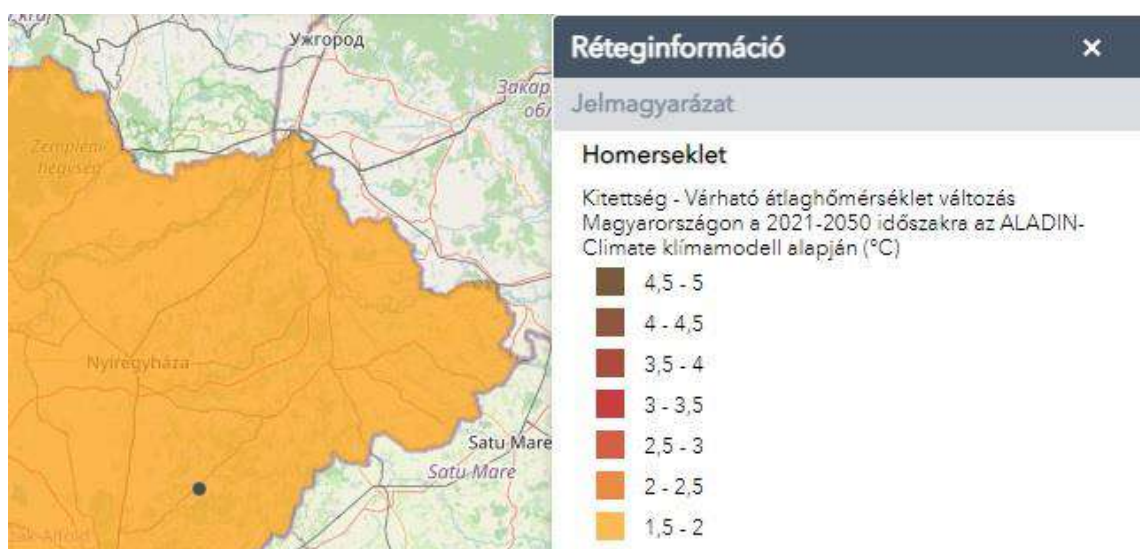 Ужгород
Закар
обл
Zempléni
hegység
Nyíregyháza
Satu Mare
Satu Mare
Réteginformáció
Jelmagyarázat
Homerseklet
Kitettség - Várható átlaghőmérséklet változás
Magyarországon a 2021-2050 időszakra az ALADIN-
Climate klímamodell alapján (°C)
4,5 - 5
4 - 4,5
3,5 - 4
3 - 3,5
2,5 - 3
2 - 2,5
1,5 - 2